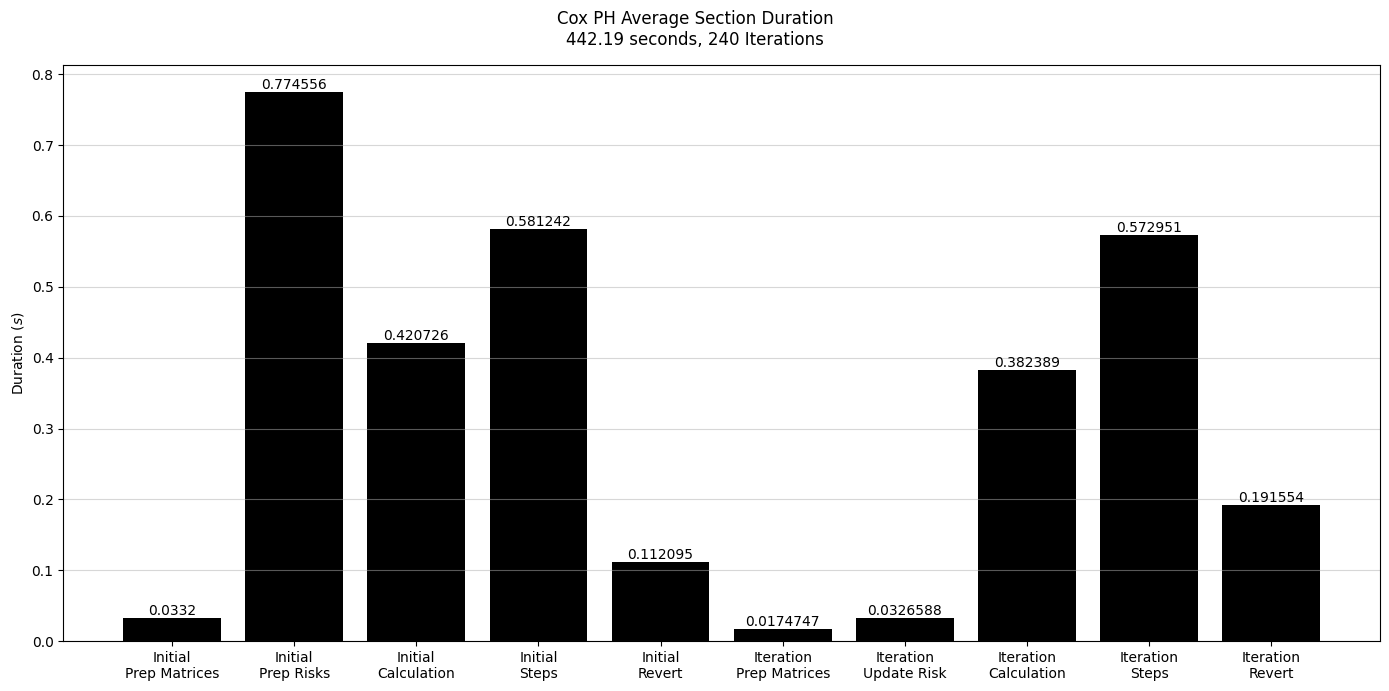 Cox PH Average Section Duration
442.19 seconds, 240 Iterations
Duration (s)
0.8
0.7
0.6
0.5
0.4
0.3
0.2
0.1
0.0
0.0332
0.774556
0.420726
0.581242
0.112095
0.0174747
0.0326588
0.382389
0.572951
0.191554
Initial
Prep Matrices
Initial
Prep Risks
Initial
Calculation
Initial
Steps
Initial
Revert
Iteration
Prep Matrices
Iteration
Update Risk
Iteration
Calculation
Iteration
Steps
Iteration
Revert